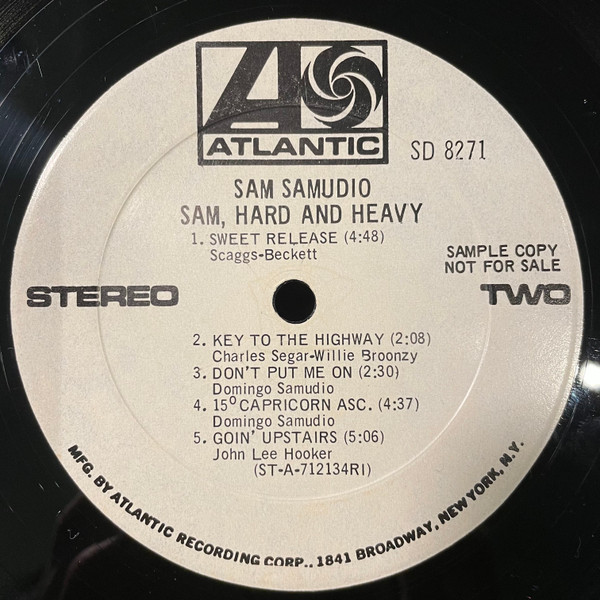 ATLANTIC
SD 8271
SAM SAMUDIO
SAM, HARD AND HEAVY
1. SWEET RELEASE (4:48)
Scaggs-Beckett
SAMPLE COPY
NOT FOR SALE
STEREO
TWO
2. KEY TO THE HIGHWAY (2:08)
Charles Segar-Willie Broonzy
3. DON'T PUT ME ON (2:30)
Domingo Samudio
4. 15° CAPRICORN ASC. (4:37)
Domingo Samudio
5. GOIN' UPSTAIRS (5:06)
John Lee Hooker
(ST-A-712134RI)
MFG. BY ATLANTIC RECORDING CORP., 1841 BROADWAY, NEW YORK, N.Y.